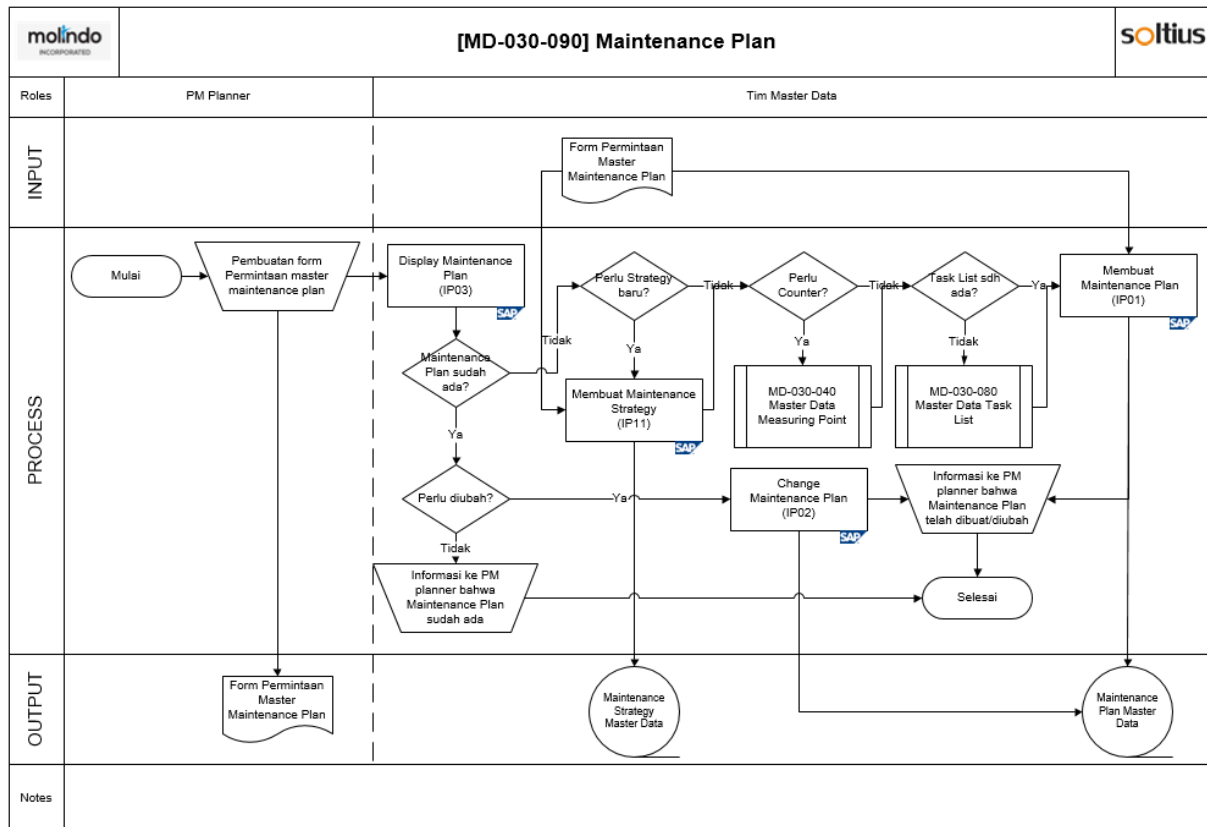 molindo
INCORPORATED
[MD-030-090] Maintenance Plan
soltius
Roles
PM Planner
Tim Master Data
INPUT
Form Permintaan
Master
Maintenance Plan
PROCESS
Mulai
Pembuatan form
Permintaan master
maintenance plan
Display Maintenance
Plan
(IP03)
SAP
Maintenance
Plan sudah
ada?
Tidak
Perlu Strategy
baru?
Tidak
Ya
Membuat Maintenance
Strategy
(IP11)
SAP
Perlu
Counter?
Tidak
Ya
MD-030-040
Master Data
Measuring Point
Task List sdh
ada?
Ya
Tidak
MD-030-080
Master Data Task
List
Membuat
Maintenance Plan
(IP01)
SAP
Ya
Perlu diubah?
Ya
Change
Maintenance Plan
(IP02)
SAP
Informasi ke PM
planner bahwa
Maintenance Plan
telah dibuat/diubah
Tidak
Informasi ke PM
planner bahwa
Maintenance Plan
sudah ada
Selesai
OUTPUT
Form Permintaan
Master
Maintenance Plan
Maintenance
Strategy
Master Data
Maintenance
Plan Master
Data
Notes